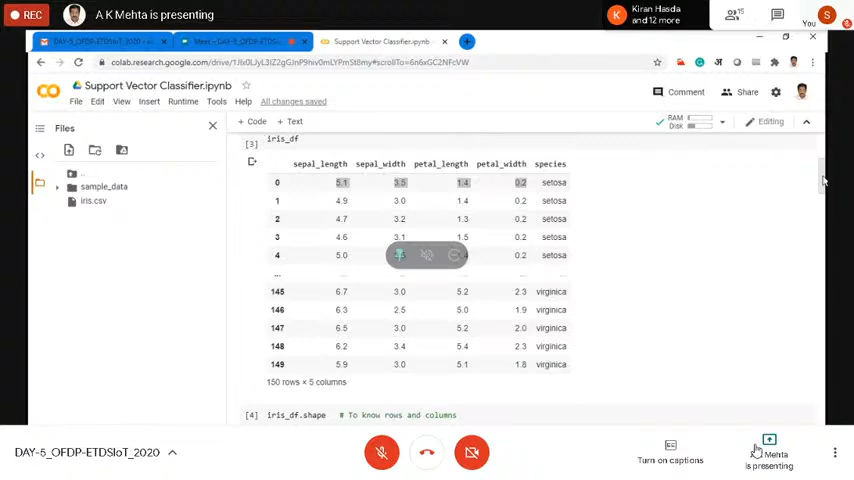 REC
A K Mehta is presenting
Kiran Hasdia
and 12 more
15
You
S
K
DAY-5_OFDP-ETDSIoT_2020 -
Meet – DAY-5_OFDP-ETDSIo
Support Vector Classifier.ipynb
colab.research.google.com/drive/
Support Vector Classifier.ipynb
File Edit View Insert Runtime Tools Help All changes saved
Comment Share
+ Code + Text
RAM
Disk
Editing
Files
..
sample_data
iris.csv
[3] iris_df
sepal_length sepal_width petal_length petal_width species
0 5.1 3.5 1.4 0.2 setosa
1 4.9 3.0 1.4 0.2 setosa
2 4.7 3.2 1.3 0.2 setosa
3 4.6 3.1 1.5 0.2 setosa
4 5.0 0.2 setosa
... ... ... ... ... ...
145 6.7 3.0 5.2 2.3 virginica
146 6.3 2.5 5.0 1.9 virginica
147 6.5 3.0 5.2 2.0 virginica
148 6.2 3.4 5.4 2.3 virginica
149 5.9 3.0 5.1 1.8 virginica
150 rows × 5 columns
[4] iris_df.shape # To know rows and columns
DAY-5_OFDP-ETDSIoT_2020
Turn on captions
Mehta
is presenting